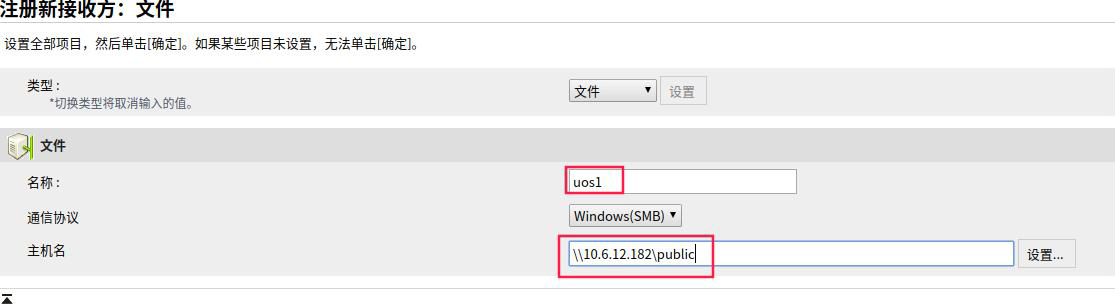 注册新接收方：文件
设置全部项目，然后单击[确定]。如果某些项目未设置，无法单击[确定]。
类型 :
文件
设置
*切换类型将取消输入的值。
文件
名称 :
uos1
通信协议
Windows(SMB)
主机名
\\10.6.12.182\public
设置...